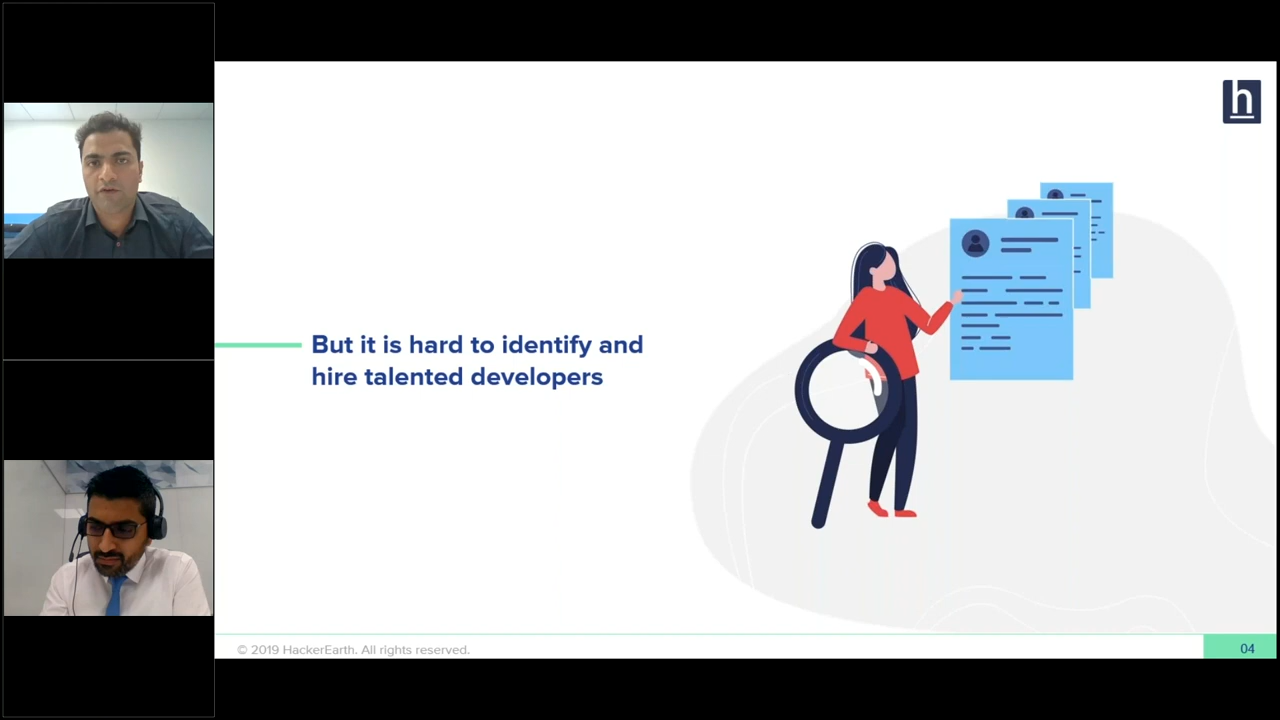 h
But it is hard to identify and
hire talented developers
© 2019 HackerEarth. All rights reserved.
04